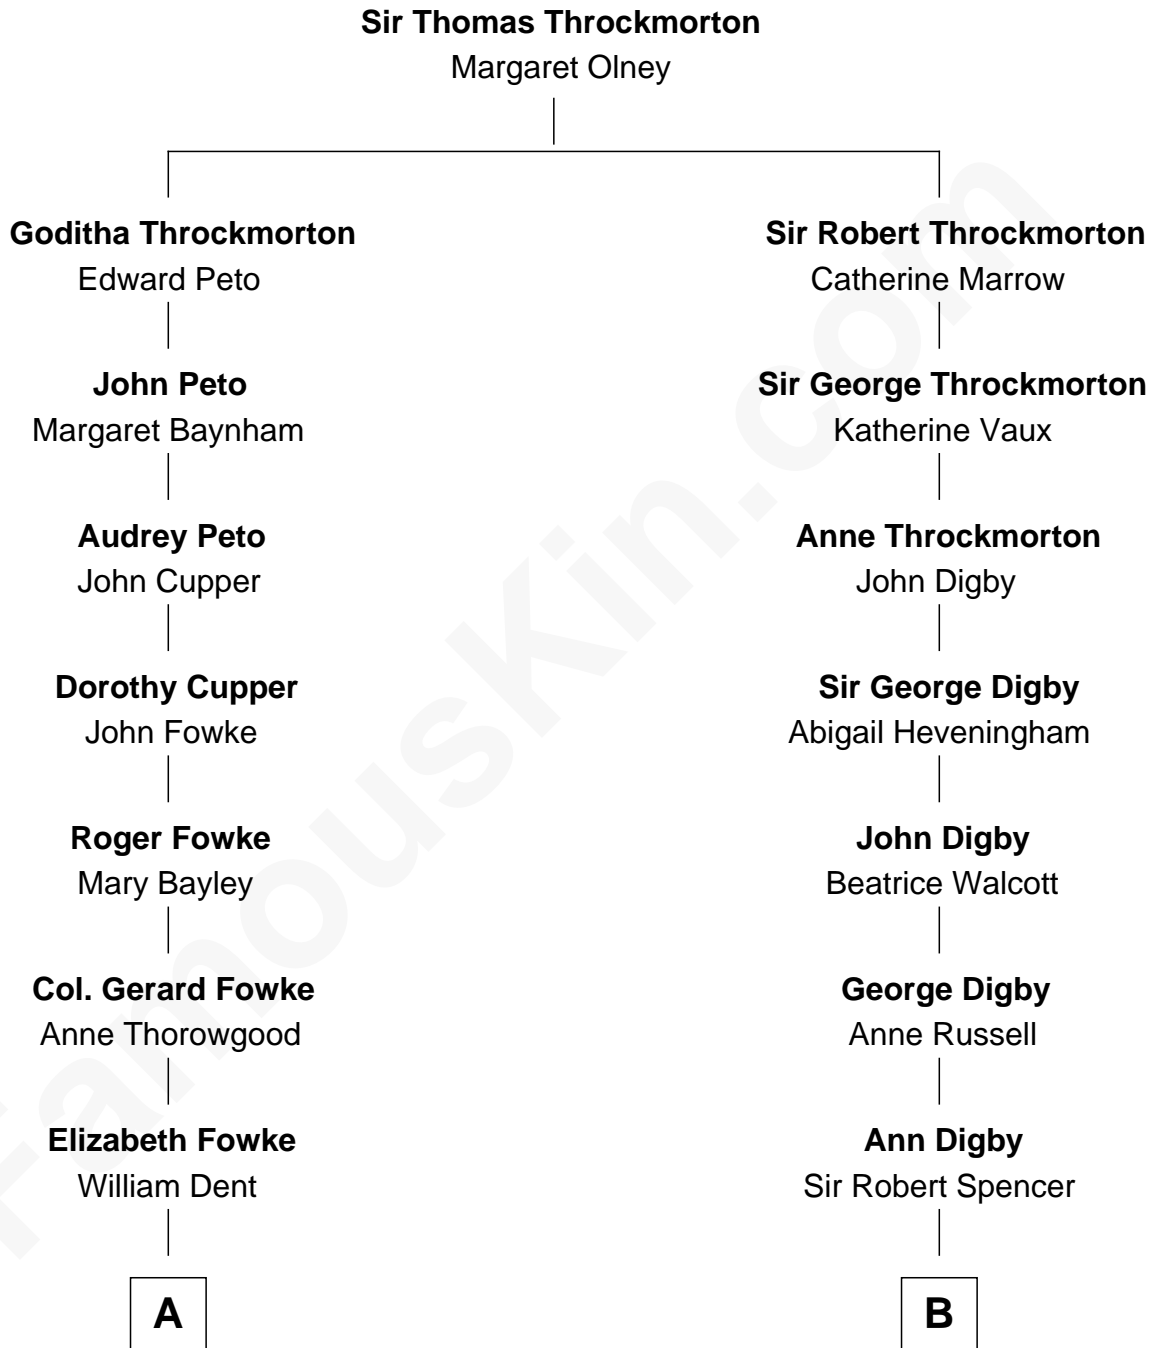 Sir Thomas Throckmorton
Margaret Olney
Goditha Throckmorton
Edward Peto
Sir Robert Throckmorton
Catherine Marrow
John Peto
Margaret Baynham
Sir George Throckmorton
Katherine Vaux
Audrey Peto
John Cupper
Anne Throckmorton
John Digby
Dorothy Cupper
John Fowke
Sir George Digby
Abigail Heveningham
Roger Fowke
Mary Bayley
John Digby
Beatrice Walcott
Col. Gerard Fowke
Anne Thorowgood
George Digby
Anne Russell
Elizabeth Fowke
William Dent
Ann Digby
Sir Robert Spencer
A
B
FamousKin.com